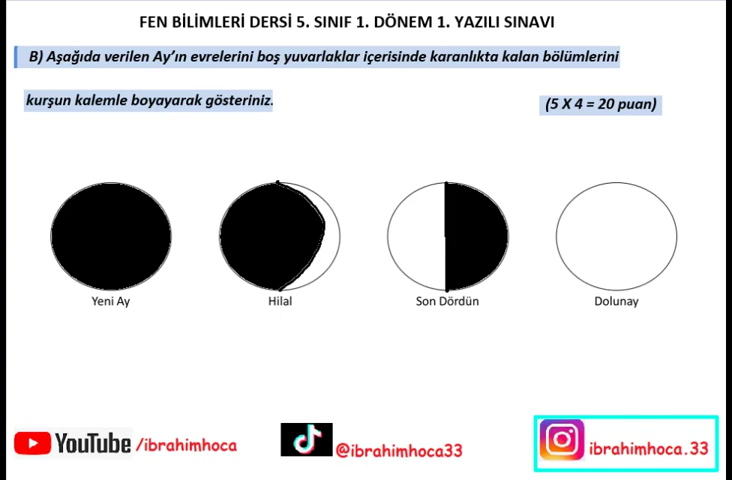 FEN BİLİMLERİ DERSİ 5. SINIF 1. DÖNEM 1. YAZILI SINAVI
B) Aşağıda verilen Ay’ın evrelerini boş yuvarlaklar içerisinde karanlıkta kalan bölümlerini
kurşun kalemle boyayarak gösteriniz.
(5 X 4 = 20 puan)
Yeni Ay
Hilal
Son Dördün
Dolunay
YouTube /ibrahimhoca
@ibrahimhoca33
ibrahimhoca.33